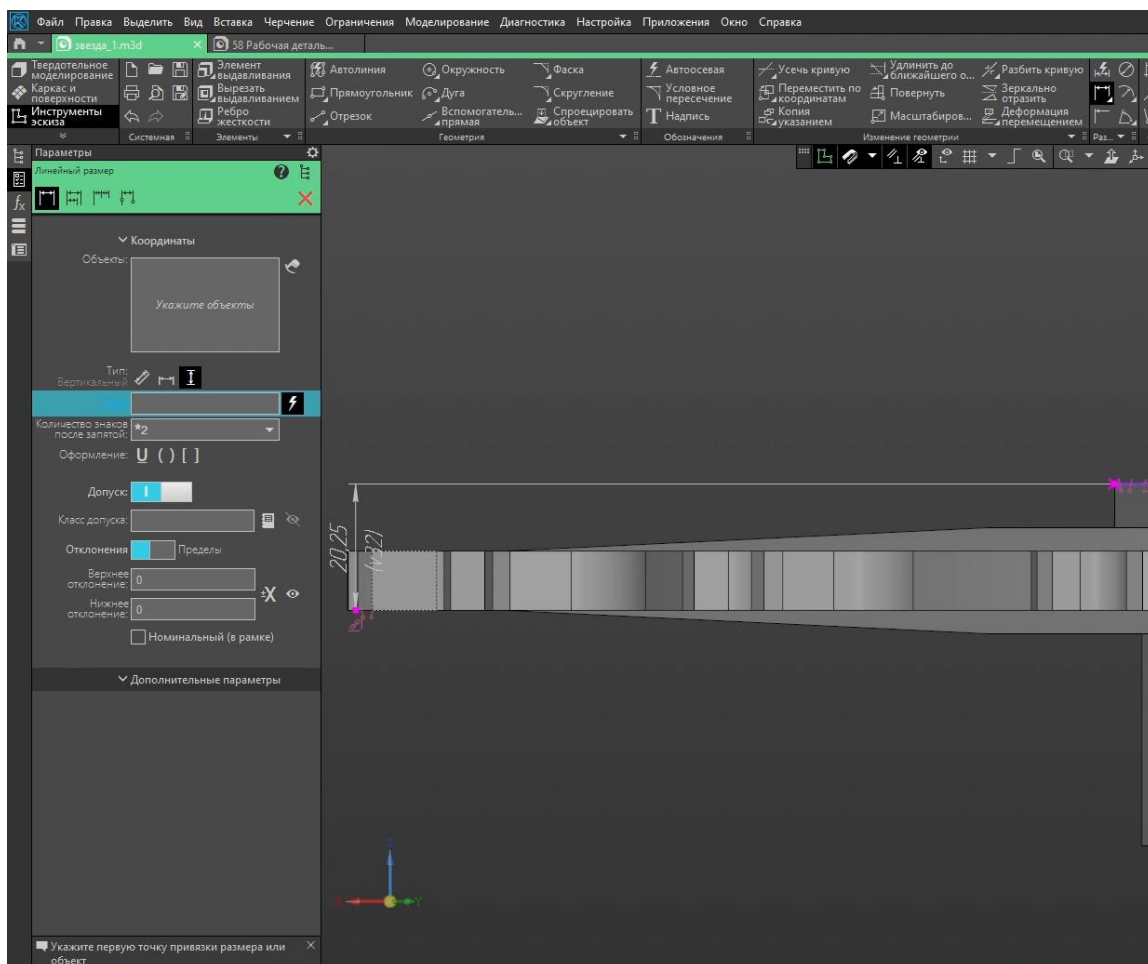 Файл Правка Выделить Вид Вставка Черчение Ограничения Моделирование Диагностика Настройка Приложения Окно Справка
звезда_1.m3d
58 Рабочая деталь...
Твердотельное моделирование
Каркас и поверхности
Инструменты эскиза
Системная
Элемент выдавливания
Вырезать выдавливанием
Ребро жесткости
Элементы
Автолиния
Прямоугольник
Отрезок
Окружность
Дуга
Вспомогатель... прямая
Фаска
Скругление
Спроецировать объект
Геометрия
Автоосевая
Условное пересечение
Надпись
Обозначения
Усечь кривую
Переместить по координатам
Копия указанием
Удлинить до ближайшего о...
Повернуть
Масштабиров...
Разбить кривую
Зеркально отразить
Деформация перемещением
Изменение геометрии
Раз...
Параметры
Линейный размер
Координаты
Объекты:
Укажите объекты
Тип:
Вертикальный
Количество знаков
после запятой:
*2
Оформление: U ( ) [ ]
Допуск:
Класс допуска:
Отклонения Пределы
Верхнее
отклонение: 0
Нижнее
отклонение: 0
Номинальный (в рамке)
Дополнительные параметры
20,25
(v32)
Z
X
Y
Укажите первую точку привязки размера или
объект